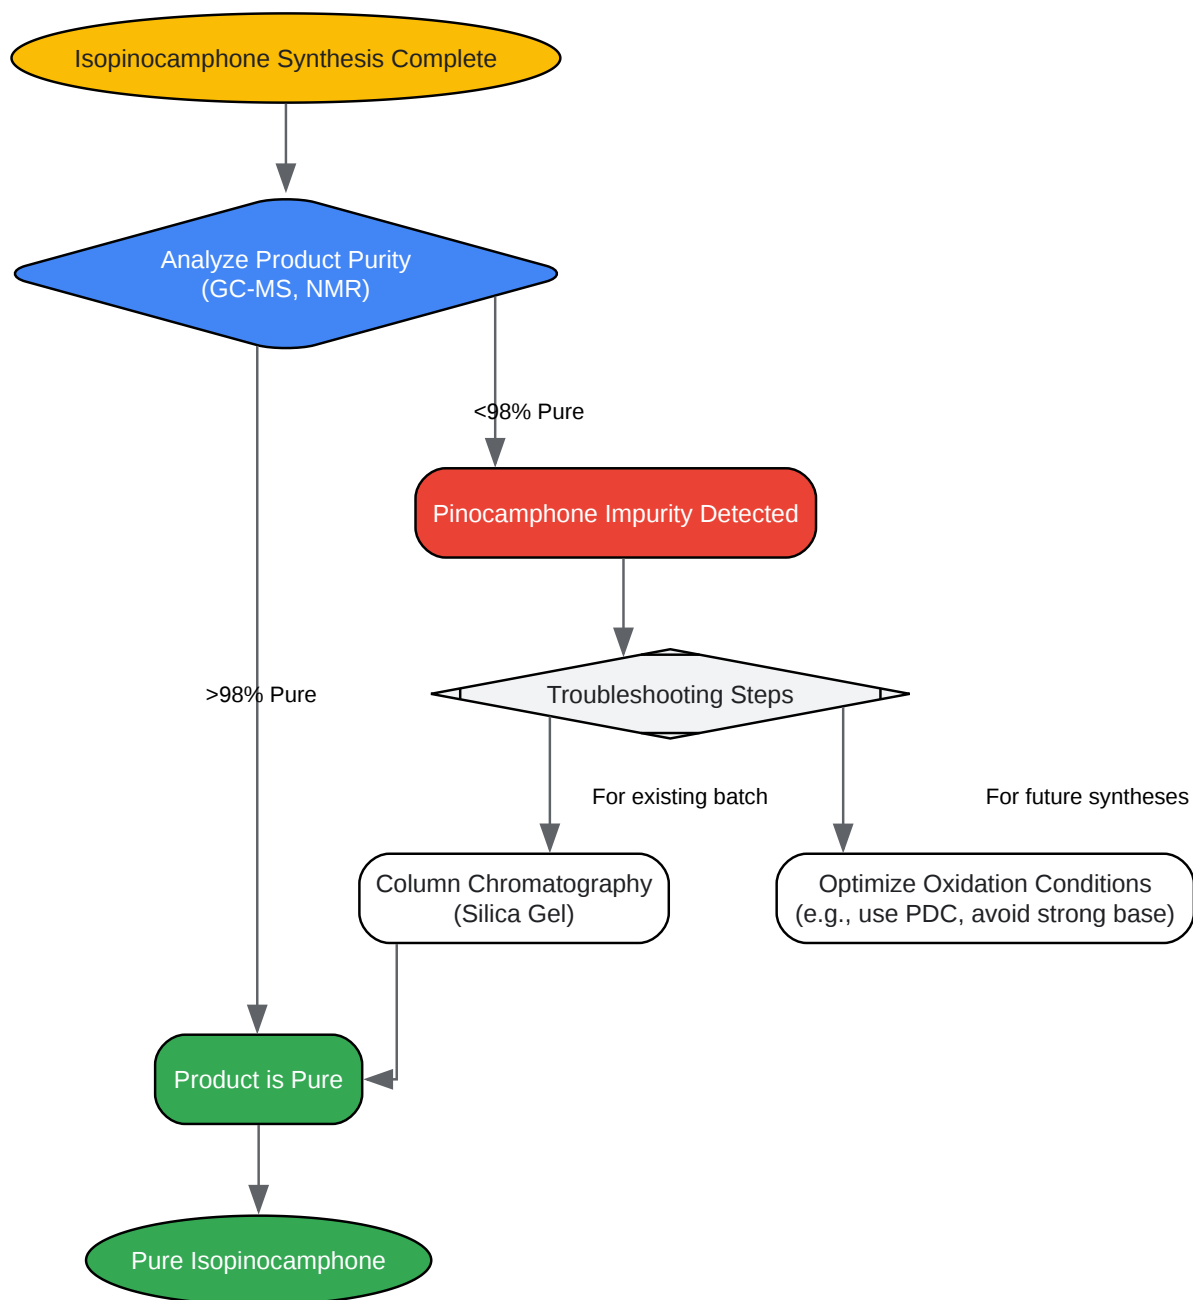 Isopinocamphone Synthesis Complete
Analyze Product Purity
(GC-MS, NMR)
<98% Pure
Pinocamphone Impurity Detected
>98% Pure
Troubleshooting Steps
For existing batch
For future syntheses
Column Chromatography
(Silica Gel)
Optimize Oxidation Conditions
(e.g., use PDC, avoid strong base)
Product is Pure
Pure Isopinocamphone